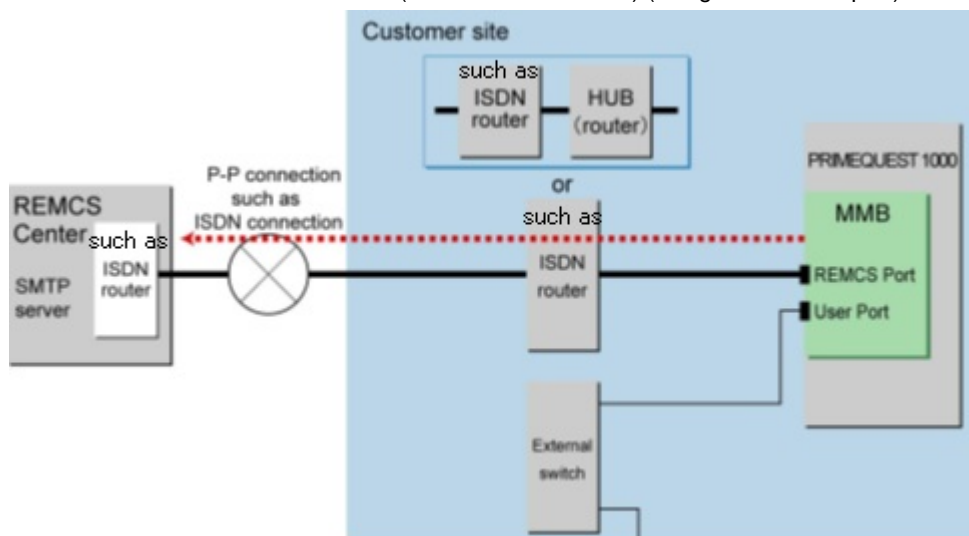 Customer site
such as
ISDN
router
HUB
(router)
or
P-P connection
such as
ISDN connection
REMCS
Center
such as
ISDN
router
SMTP
server
such as
ISDN
router
PRIMEQUEST 1000
MMB
REMCS Port
User Port
External
switch